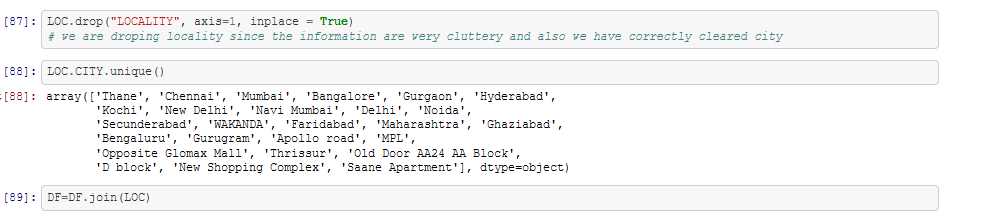 [87]: LOC.drop("LOCALITY", axis=1, inplace = True)
# we are droping locality since the information are very cluttery and also we have correctly cleared city
[88]: LOC.CITY.unique()
[88]: array(['Thane', 'Chennai', 'Mumbai', 'Bangalore', 'Gurgaon', 'Hyderabad',
'Kochi', 'New Delhi', 'Navi Mumbai', 'Delhi', 'Noida',
'Secunderabad', 'WAKANDA', 'Faridabad', 'Maharashtra', 'Ghaziabad',
'Bengaluru', 'Gurugram', 'Apollo road', 'MPL',
'Opposite Glomax Mall', 'Thrissur', 'Old Door AA24 AA Block',
'D block', 'New Shopping Complex', 'Saane Apartment'], dtype=object)
[89]: DF=DF.join(LOC)